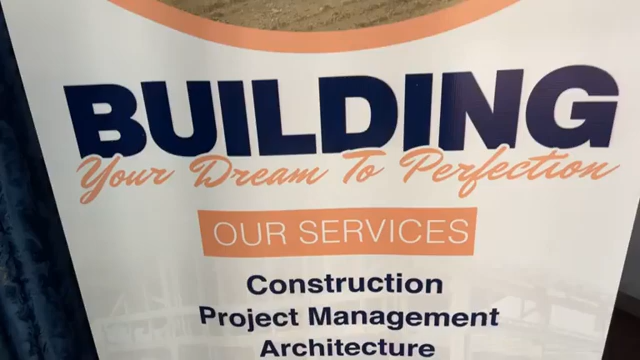 BUILDING
Your Dream To Perfection
OUR SERVICES
Construction
Project Management
Architecture